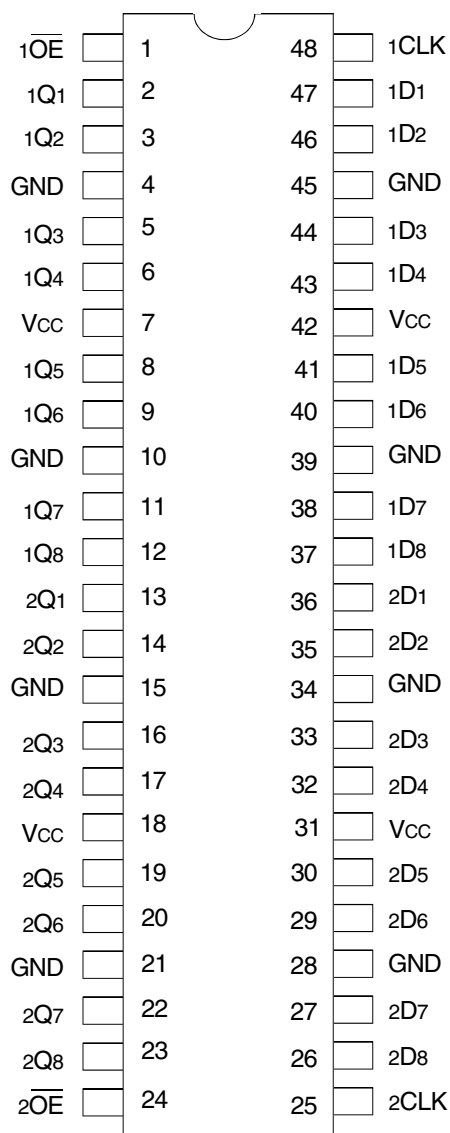 1OE 1 48 1CLK
1Q1 2 47 1D1
1Q2 3 46 1D2
GND 4 45 GND
1Q3 5 44 1D3
1Q4 6 43 1D4
VCC 7 42 VCC
1Q5 8 41 1D5
1Q6 9 40 1D6
GND 10 39 GND
1Q7 11 38 1D7
1Q8 12 37 1D8
2Q1 13 36 2D1
2Q2 14 35 2D2
GND 15 34 GND
2Q3 16 33 2D3
2Q4 17 32 2D4
VCC 18 31 VCC
2Q5 19 30 2D5
2Q6 20 29 2D6
GND 21 28 GND
2Q7 22 27 2D7
2Q8 23 26 2D8
2OE 24 25 2CLK